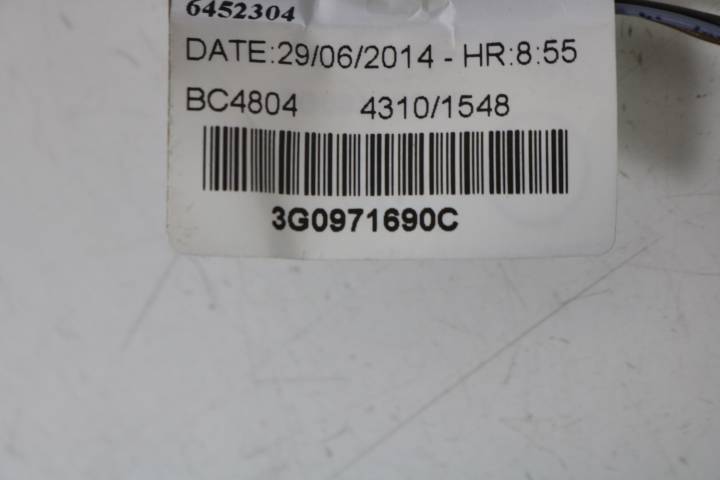 6452304
DATE:29/06/2014 - HR:8:55
BC4804 4310/1548
3G0971690C